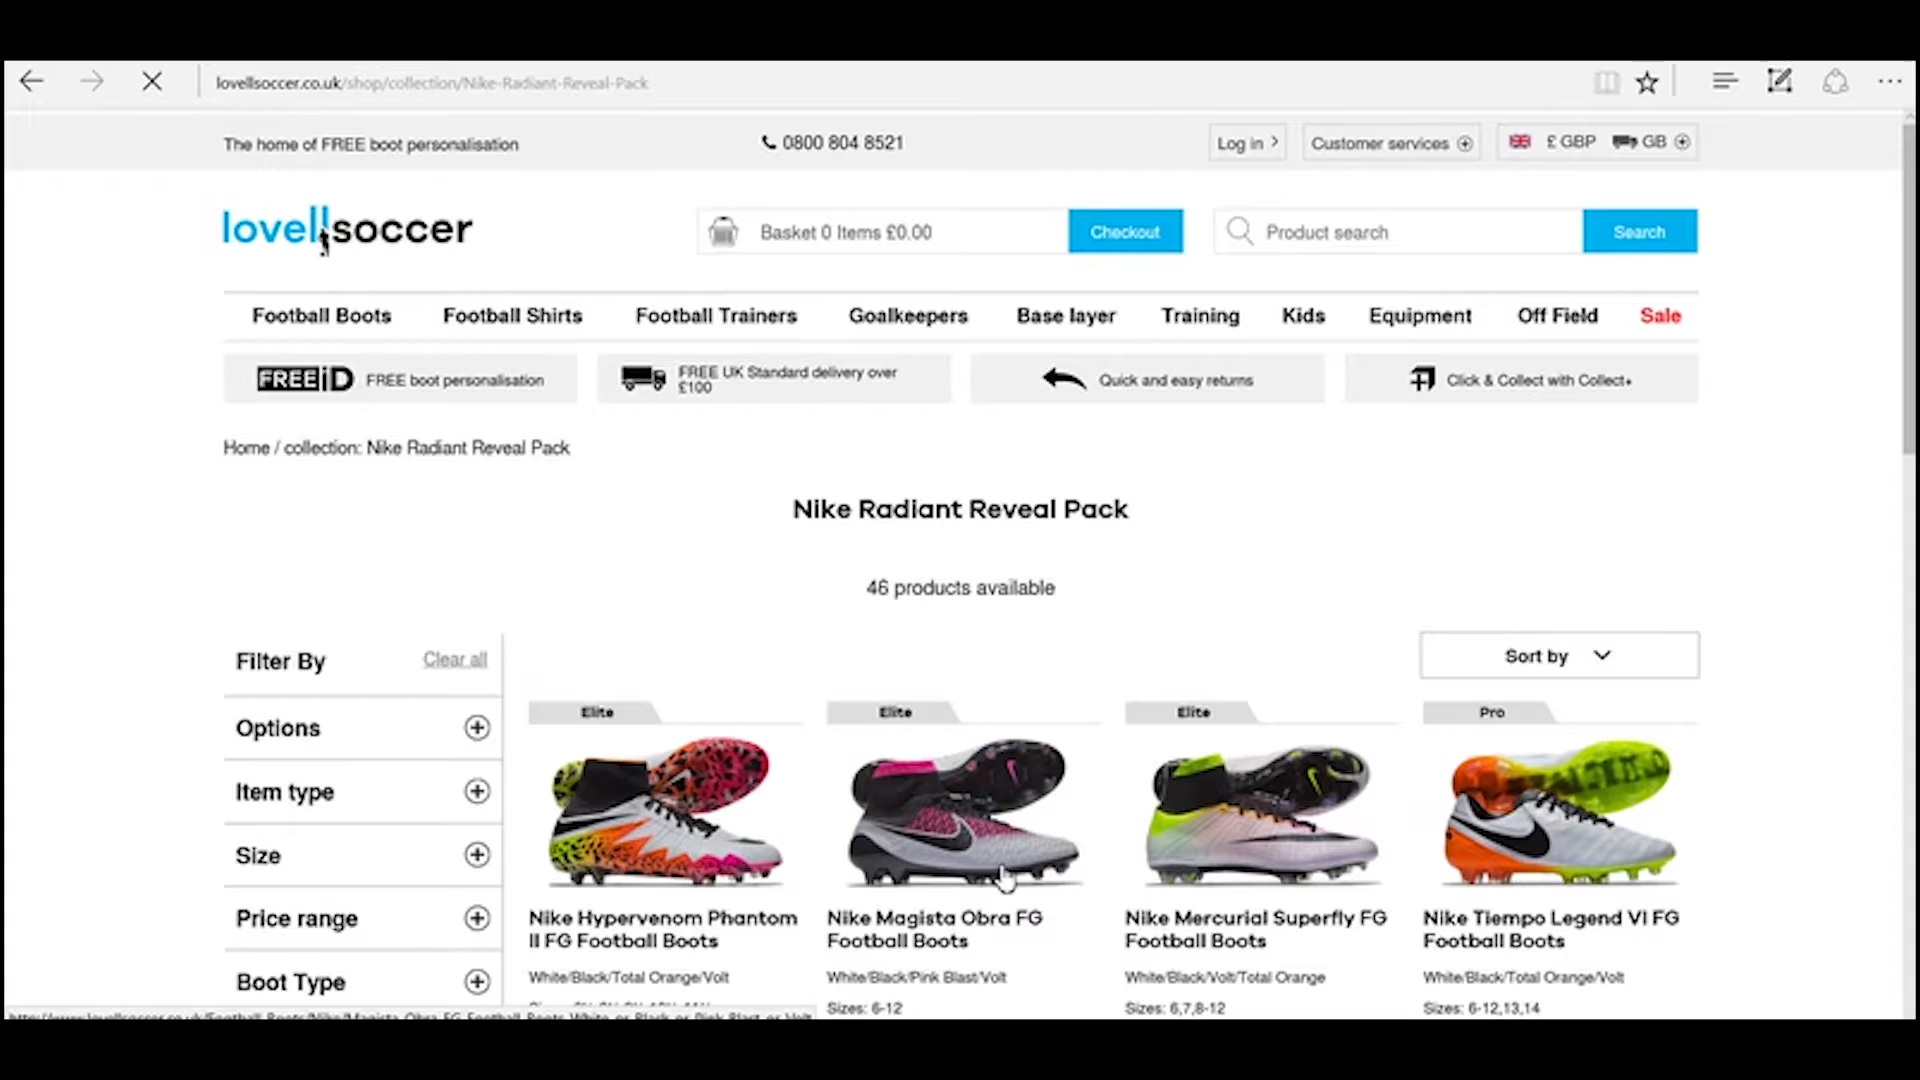 lovellsoccer.co.uk/shop/collection/Nike-Radiant-Reveal-Pack
The home of FREE boot personalisation
0800 804 8521
Log in
Customer services
£ GBP
GB
lovellsoccer
Basket 0 Items £0.00
Checkout
Product search
Search
Football Boots
Football Shirts
Football Trainers
Goalkeepers
Base layer
Training
Kids
Equipment
Off Field
Sale
FREEiD FREE boot personalisation
FREE UK Standard delivery over
£100
Quick and easy returns
Click & Collect with Collect+
Home / collection: Nike Radiant Reveal Pack
Nike Radiant Reveal Pack
46 products available
Filter By
Clear all
Sort by
Options
Item type
Size
Price range
Boot Type
Elite
Nike Hypervenom Phantom
II FG Football Boots
White/Black/Total Orange/Volt
Elite
Nike Magista Obra FG
Football Boots
White/Black/Pink Blast/Volt
Sizes: 6-12
Elite
Nike Mercurial Superfly FG
Football Boots
White/Black/Volt/Total Orange
Sizes: 6,7,8-12
Pro
Nike Tiempo Legend VI FG
Football Boots
White/Black/Total Orange/Volt
Sizes: 6-12,13,14